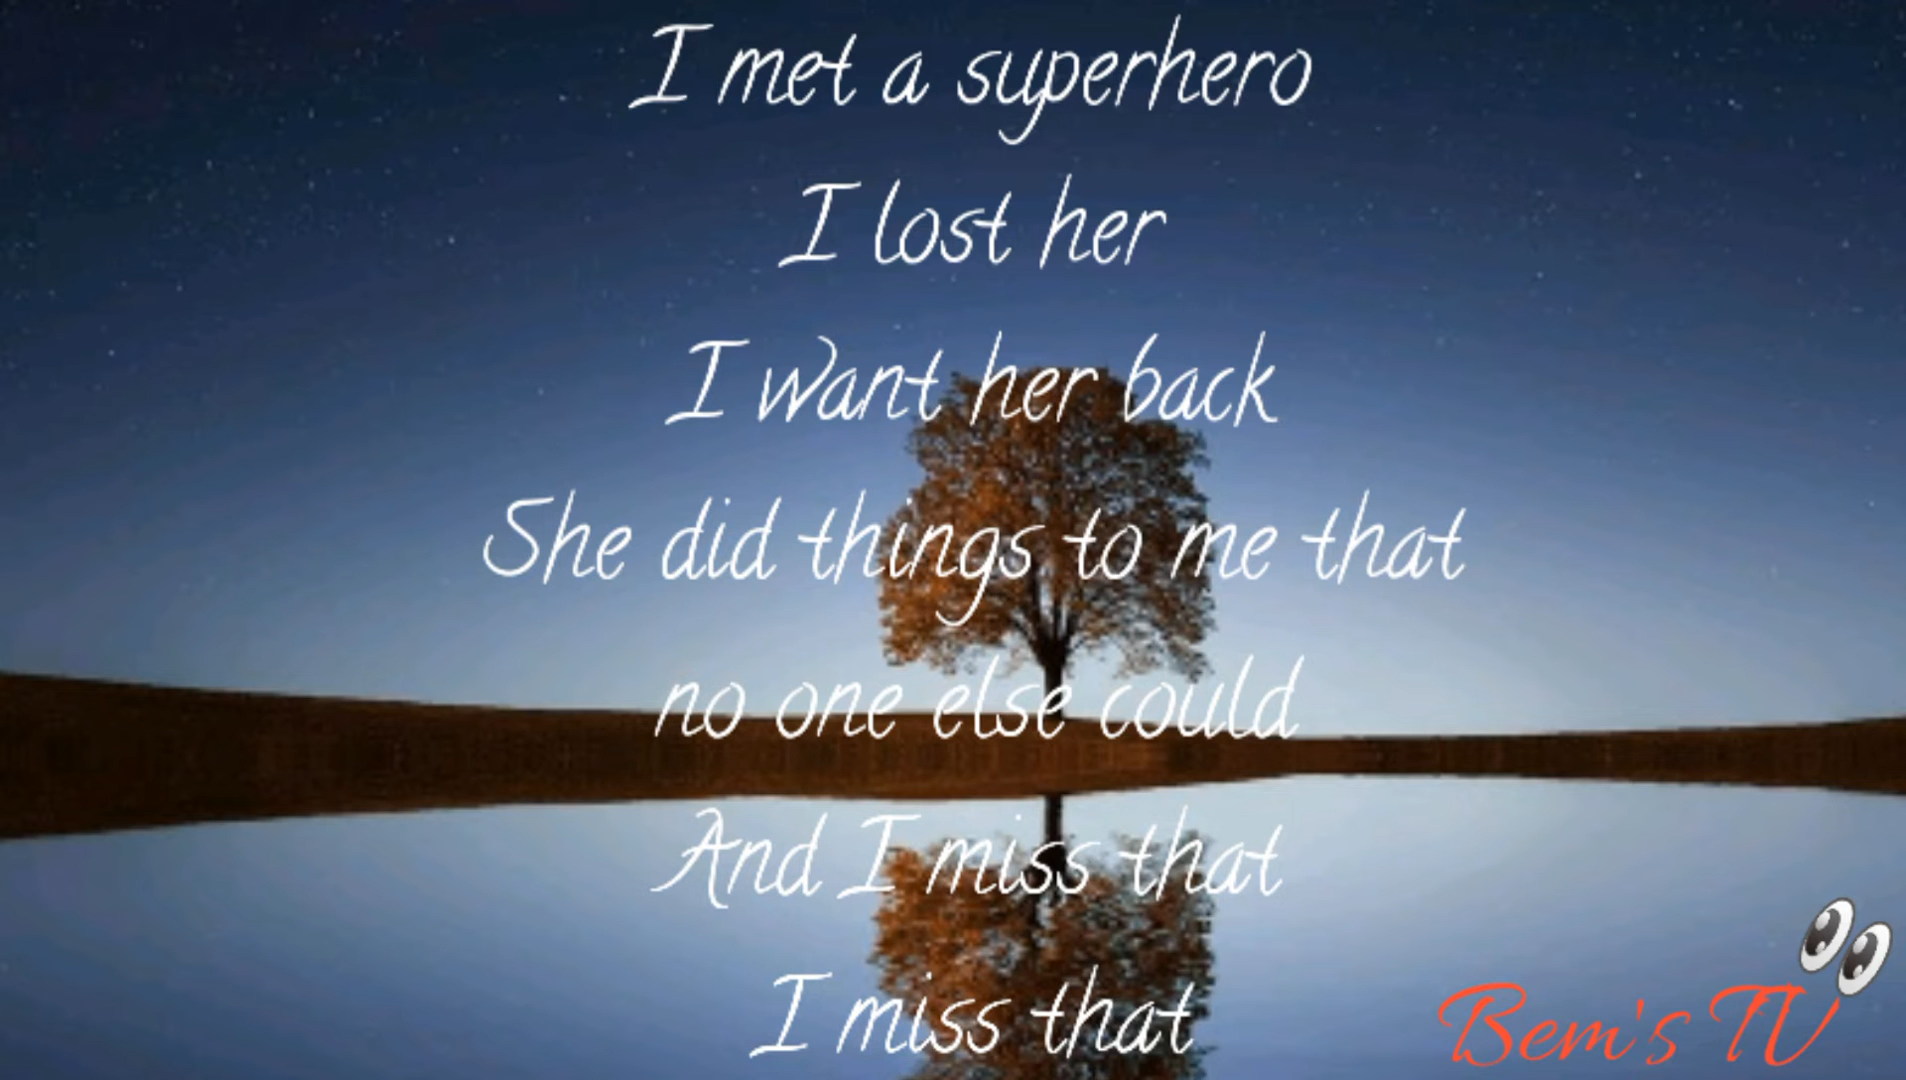 I met a superhero
I lost her
I want her back
She did things to me that
no one else could
And I miss that
I miss that
Bem's TV